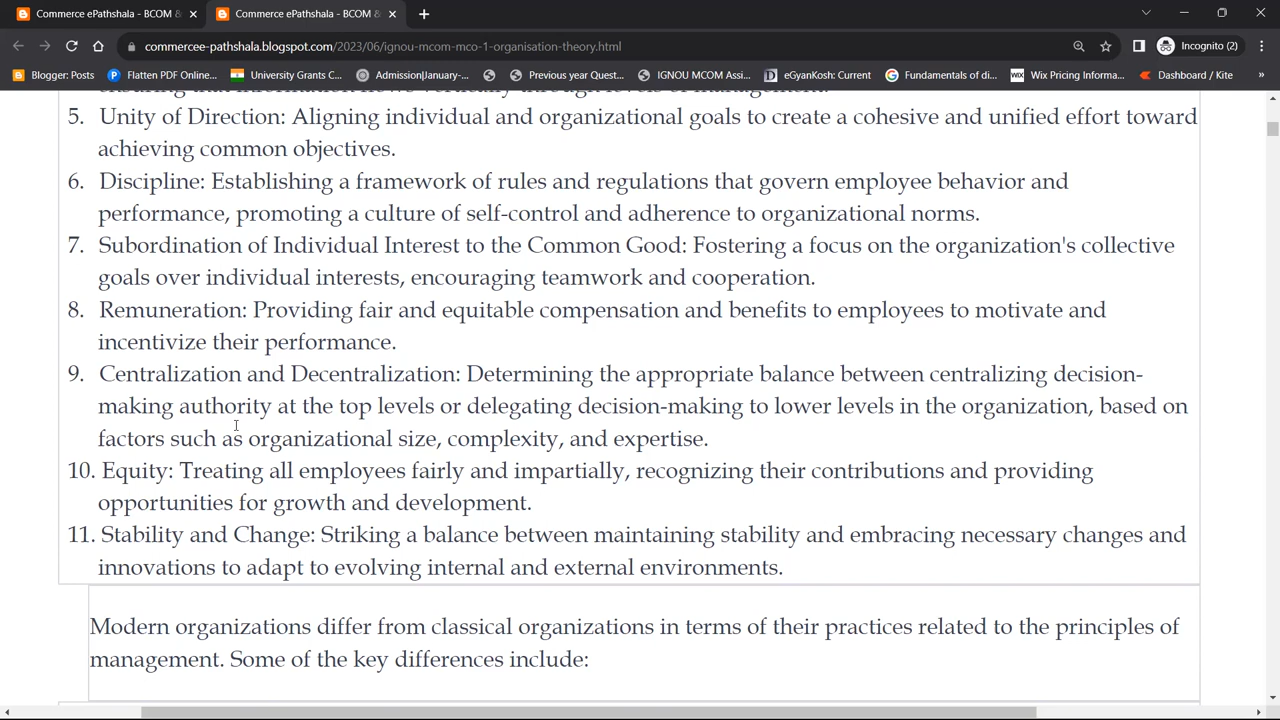 Commerce ePathshala - BCOM &
Commerce ePathshala - BCOM &
commercee-pathshala.blogspot.com/2023/06/ignou-mcom-mco-1-organisation-theory.html
Incognito (2)
Blogger: Posts
Flatten PDF Online...
University Grants C...
Admission|January-...
Previous year Quest...
IGNOU MCOM Assi...
eGyanKosh: Current
Fundamentals of di...
Wix Pricing Informa...
Dashboard / Kite
»
ensuring that information flows vertically through levels of management.
5. Unity of Direction: Aligning individual and organizational goals to create a cohesive and unified effort toward
achieving common objectives.
6. Discipline: Establishing a framework of rules and regulations that govern employee behavior and
performance, promoting a culture of self-control and adherence to organizational norms.
7. Subordination of Individual Interest to the Common Good: Fostering a focus on the organization's collective
goals over individual interests, encouraging teamwork and cooperation.
8. Remuneration: Providing fair and equitable compensation and benefits to employees to motivate and
incentivize their performance.
9. Centralization and Decentralization: Determining the appropriate balance between centralizing decision-
making authority at the top levels or delegating decision-making to lower levels in the organization, based on
factors such as organizational size, complexity, and expertise.
10. Equity: Treating all employees fairly and impartially, recognizing their contributions and providing
opportunities for growth and development.
11. Stability and Change: Striking a balance between maintaining stability and embracing necessary changes and
innovations to adapt to evolving internal and external environments.
Modern organizations differ from classical organizations in terms of their practices related to the principles of
management. Some of the key differences include: